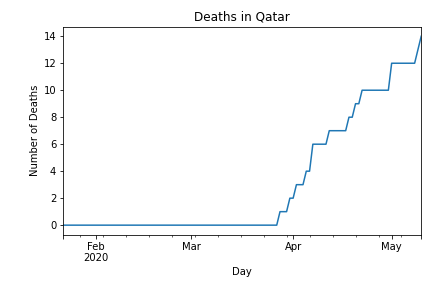 Deaths in Qatar
Number of Deaths
14
12
10
8
6
4
2
0
Feb
2020
Mar
Apr
May
Day